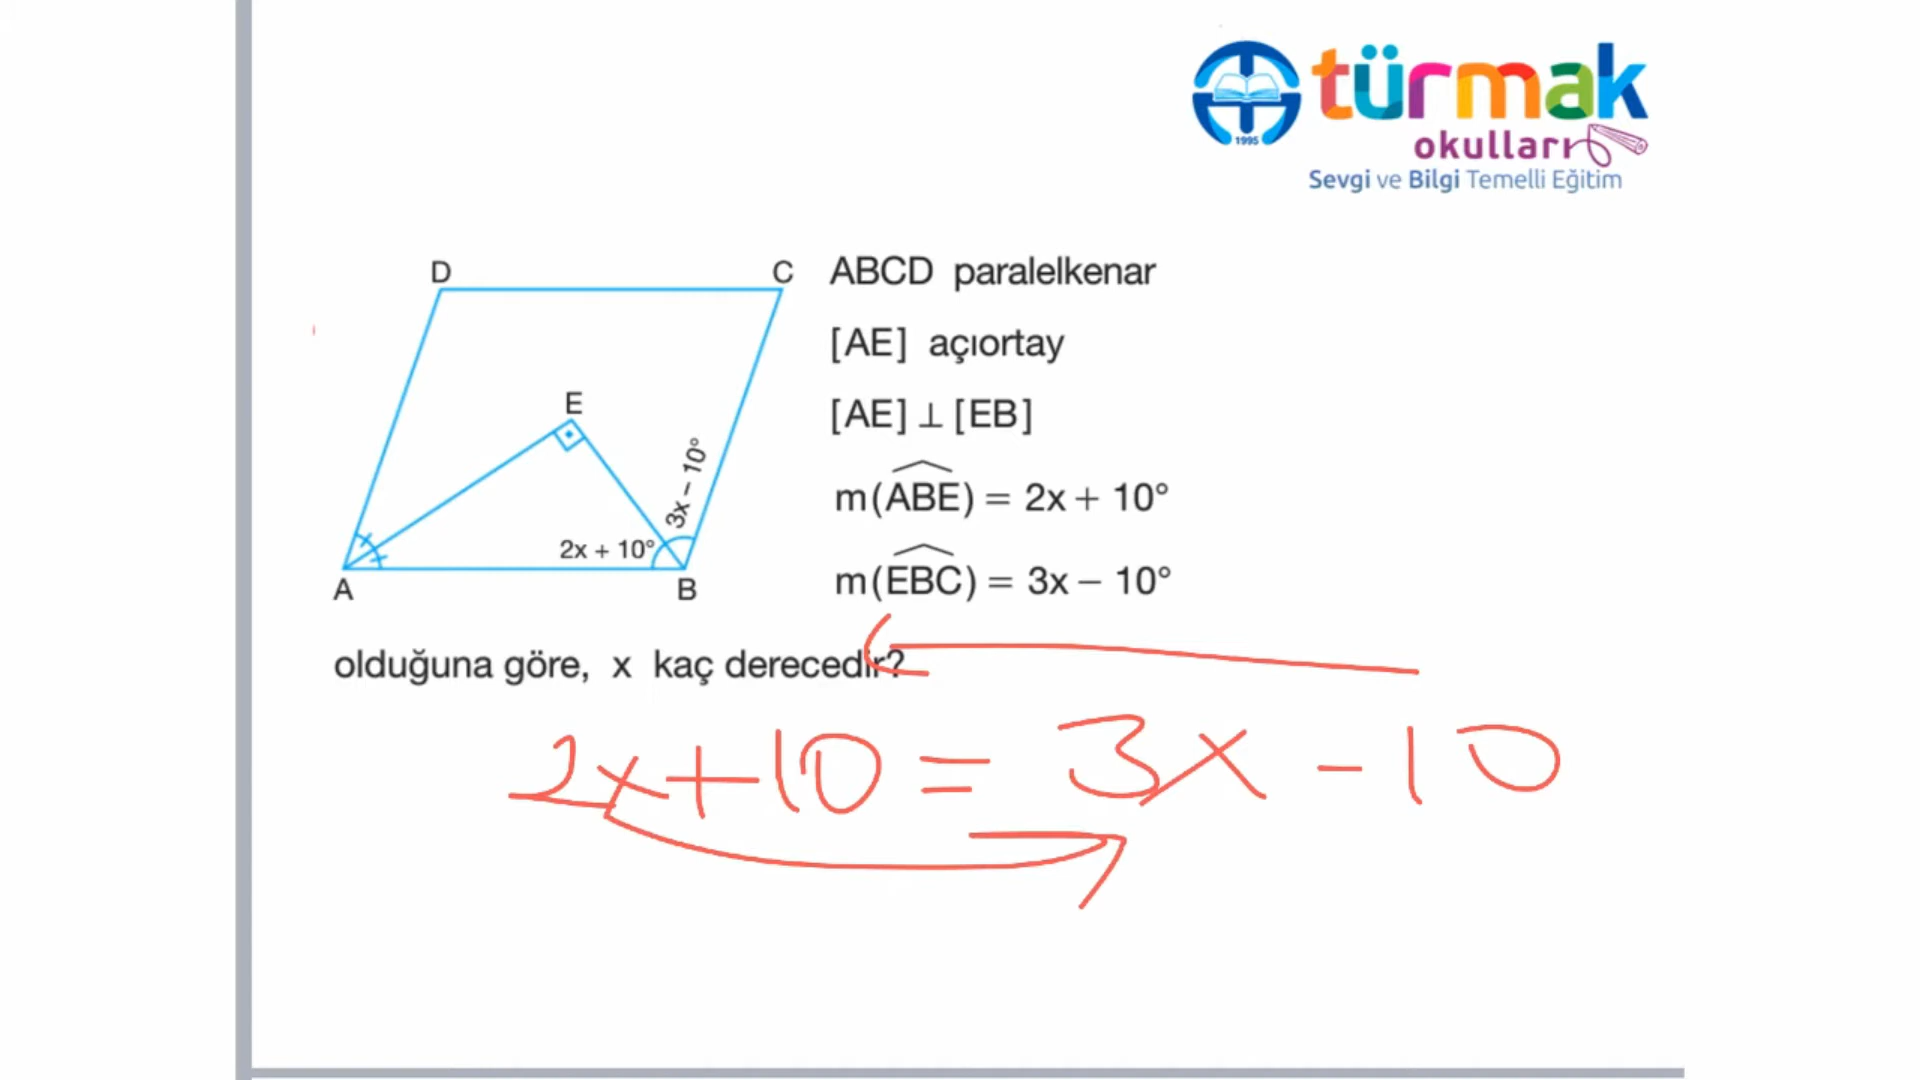 1995
türmak
okulları
Sevgi ve Bilgi Temelli Eğitim
D
C
E
A
B
2x + 10°
3x – 10°
ABCD paralelkenar
[AE] açıortay
[AE] ⊥ [EB]
m(ABE) = 2x + 10°
m(EBC) = 3x – 10°
olduğuna göre, x kaç derecedir?
2x+10 = 3x - 10